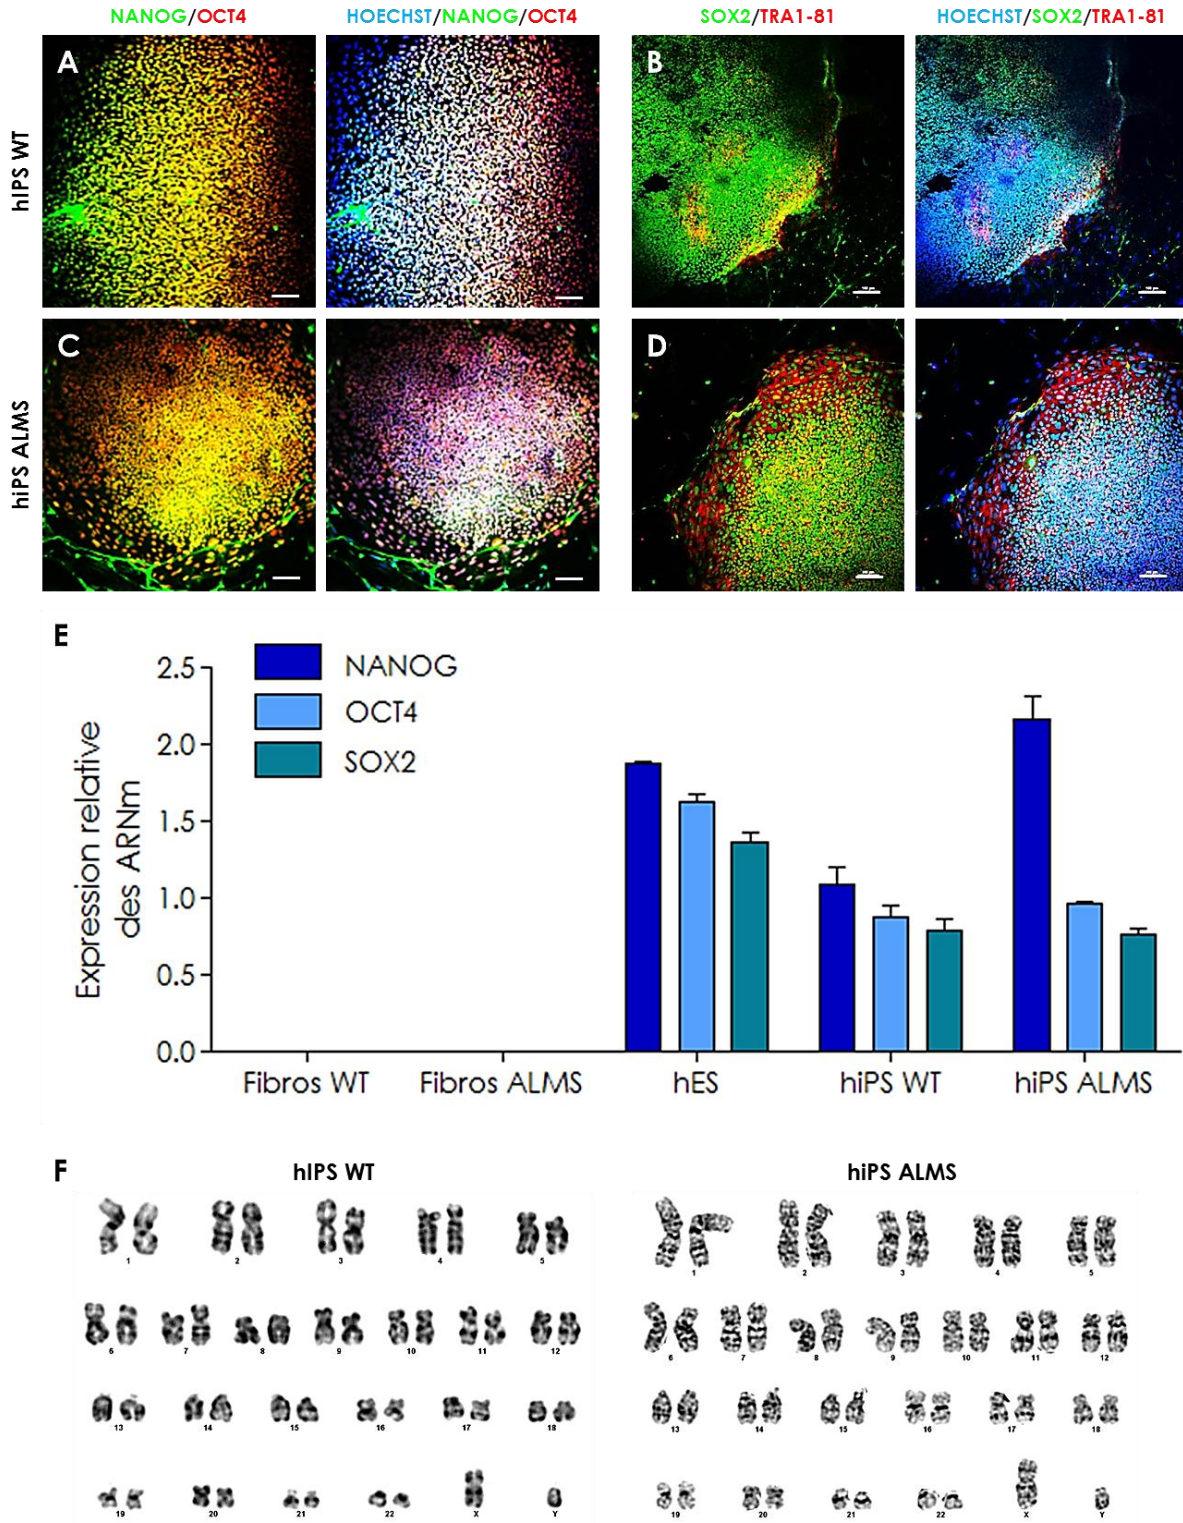 NANOG/OCT4 HOECHST/NANOG/OCT4 SOX2/TRA1-81 HOECHST/SOX2/TRA1-81
hIPS WT
A
B
hiPS ALMS
C
D
E
NANOG
OCT4
SOX2
Expression relative
des ARNm
2.5
2.0
1.5
1.0
0.5
0.0
Fibros WT Fibros ALMS hES hiPS WT hiPS ALMS
F
hIPS WT
1 2 3 4 5
6 7 8 9 10 11 12
13 14 15 16 17 18
19 20 21 22 X Y
hiPS ALMS
1 2 3 4 5
6 7 8 9 10 11 12
13 14 15 16 17 18
19 20 21 22 X Y